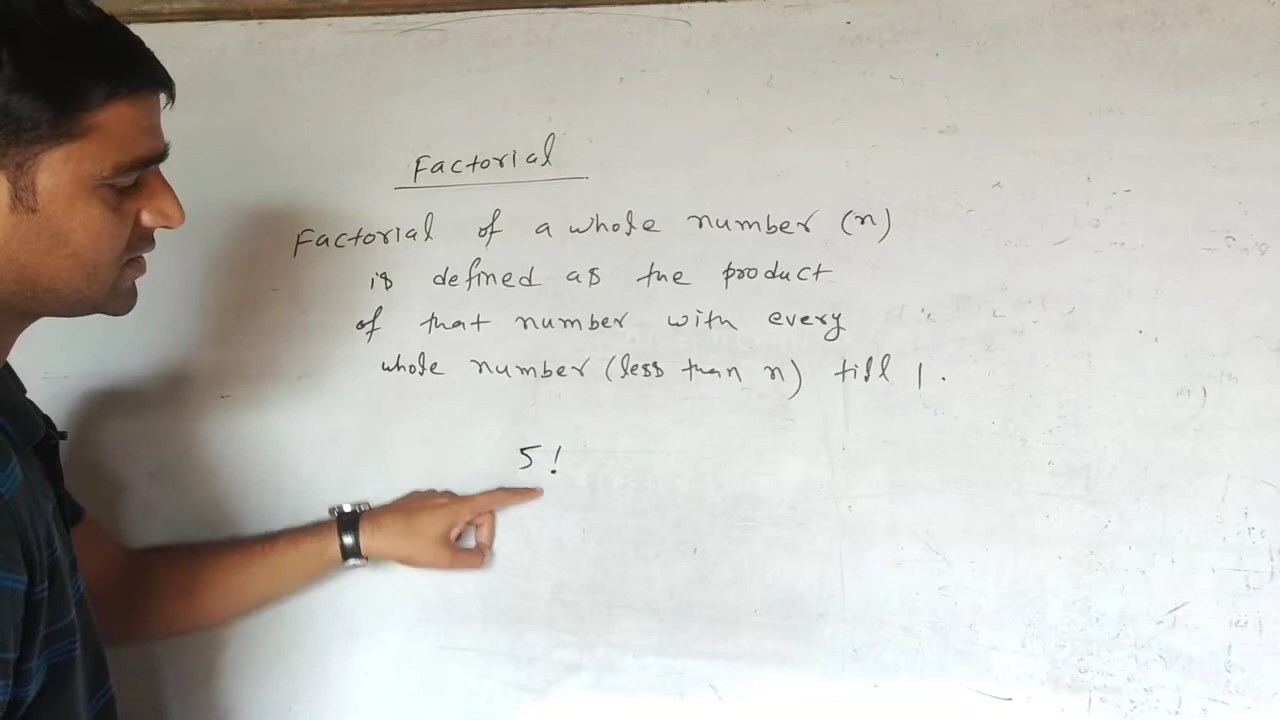 Factorial
Factorial of a whole number (n)
is defined as the product
of that number with every
whole number (less than n) till 1.
5!